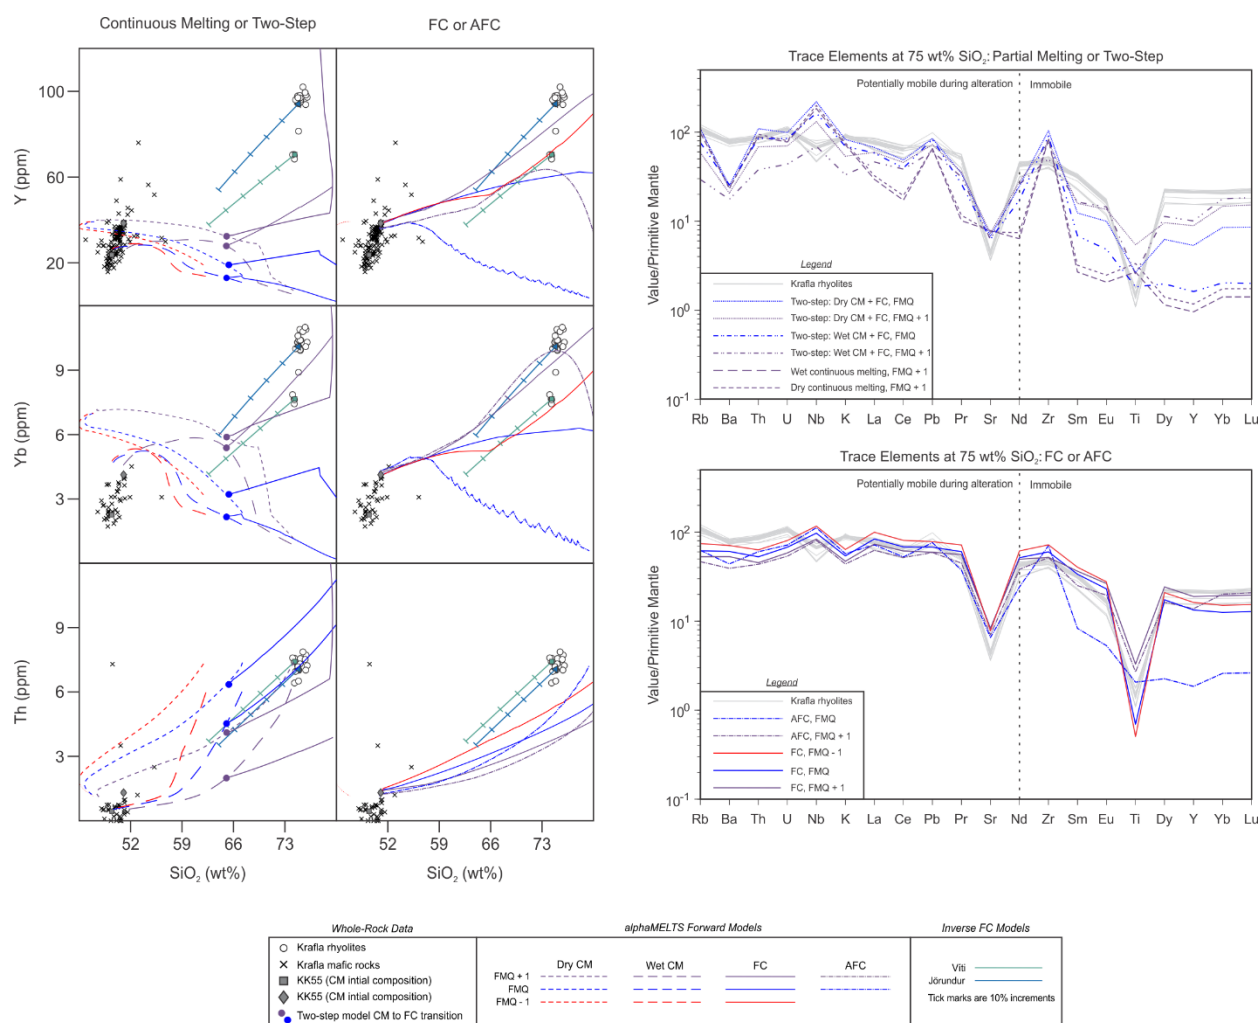 Continuous Melting or Two-Step
FC or AFC
Y (ppm)
100
60
20
Yb (ppm)
9
6
3
Th (ppm)
9
6
3
52 59 66 73
52 59 66 73
SiO2 (wt%)
SiO2 (wt%)
Trace Elements at 75 wt% SiO2: Partial Melting or Two-Step
Potentially mobile during alteration
Immobile
Value/Primitive Mantle
10^2
10^1
10^0
10^-1
Legend
Krafla rhyolites
Two-step: Dry CM + FC, FMQ
Two-step: Dry CM + FC, FMQ + 1
Two-step: Wet CM + FC, FMQ
Two-step: Wet CM + FC, FMQ + 1
Wet continuous melting, FMQ + 1
Dry continuous melting, FMQ + 1
Rb Ba Th U Nb K La Ce Pb Pr Sr Nd Zr Sm Eu Ti Dy Y Yb Lu
Trace Elements at 75 wt% SiO2: FC or AFC
Potentially mobile during alteration
Immobile
Value/Primitive Mantle
10^2
10^1
10^0
10^-1
Legend
Krafla rhyolites
AFC, FMQ
AFC, FMQ + 1
FC, FMQ - 1
FC, FMQ
FC, FMQ + 1
Rb Ba Th U Nb K La Ce Pb Pr Sr Nd Zr Sm Eu Ti Dy Y Yb Lu
Whole-Rock Data
Krafla rhyolites
Krafla mafic rocks
KK55 (CM intial composition)
KK55 (CM intial composition)
Two-step model CM to FC transition
alphaMELTS Forward Models
Dry CM Wet CM FC AFC
FMQ + 1
FMQ
FMQ - 1
Inverse FC Models
Víti
Jörundur
Tick marks are 10% increments